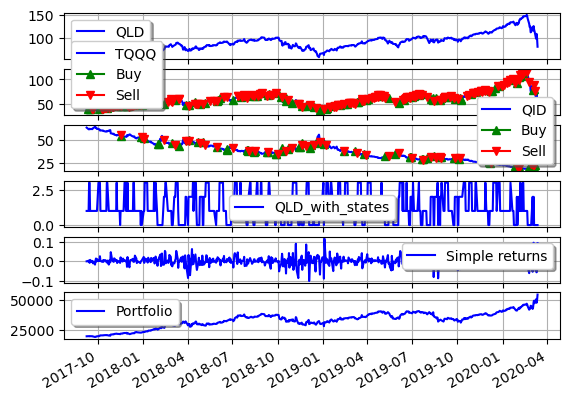 150
100
QLD
TQQQ
Buy
Sell
100
50
QID
Buy
Sell
50
25
2.5
0.0
QLD_with_states
0.1
0.0
−0.1
Simple returns
50000
25000
Portfolio
2017-10
2018-01
2018-04
2018-07
2018-10
2019-01
2019-04
2019-07
2019-10
2020-01
2020-04